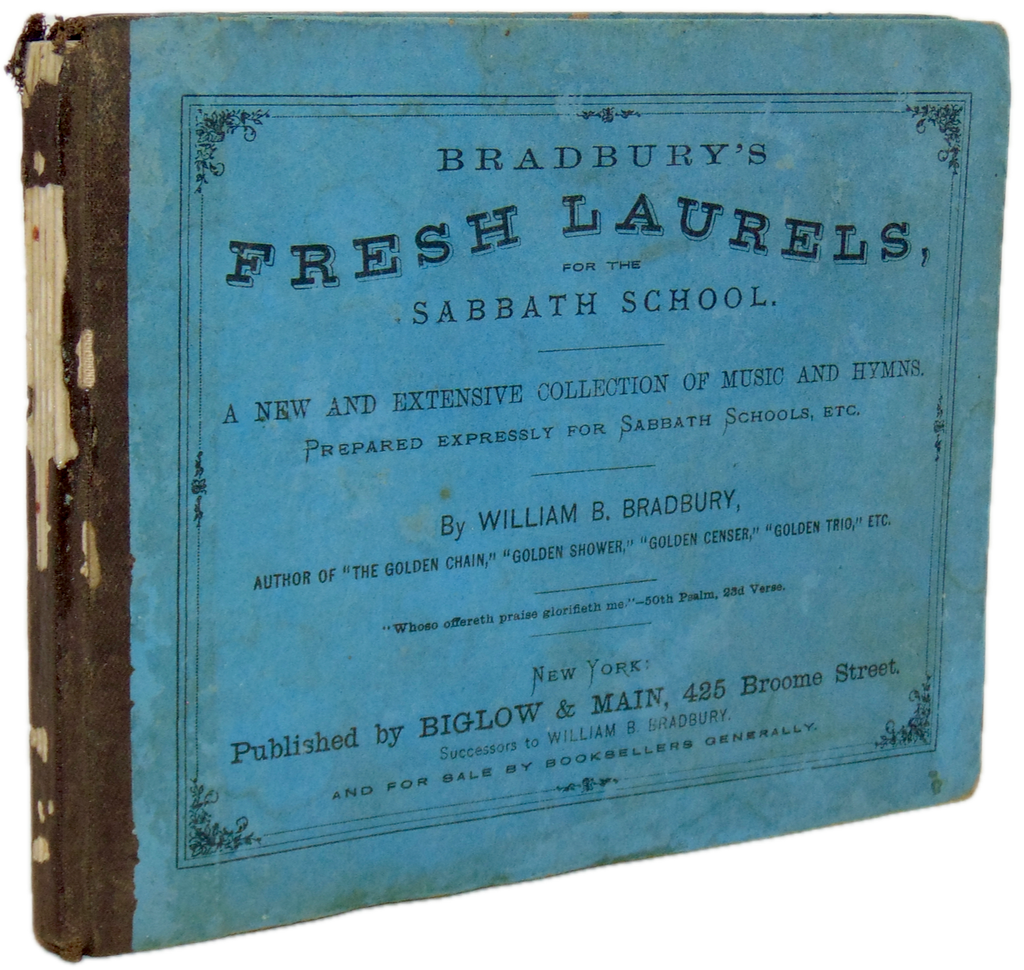 BRADBURY'S
FRESH LAURELS,
FOR THE
SABBATH SCHOOL.
A NEW AND EXTENSIVE COLLECTION OF MUSIC AND HYMNS.
PREPARED EXPRESSLY FOR SABBATH SCHOOLS, ETC.
By WILLIAM B. BRADBURY,
AUTHOR OF "THE GOLDEN CHAIN," "GOLDEN SHOWER," "GOLDEN CENSER," "GOLDEN TRIO," ETC.
"Whoso offereth praise glorifieth me."—50th Psalm, 23d Verse.
NEW YORK:
Published by BIGLOW & MAIN, 425 Broome Street.
Successors to WILLIAM B. BRADBURY.
AND FOR SALE BY BOOKSELLERS GENERALLY.